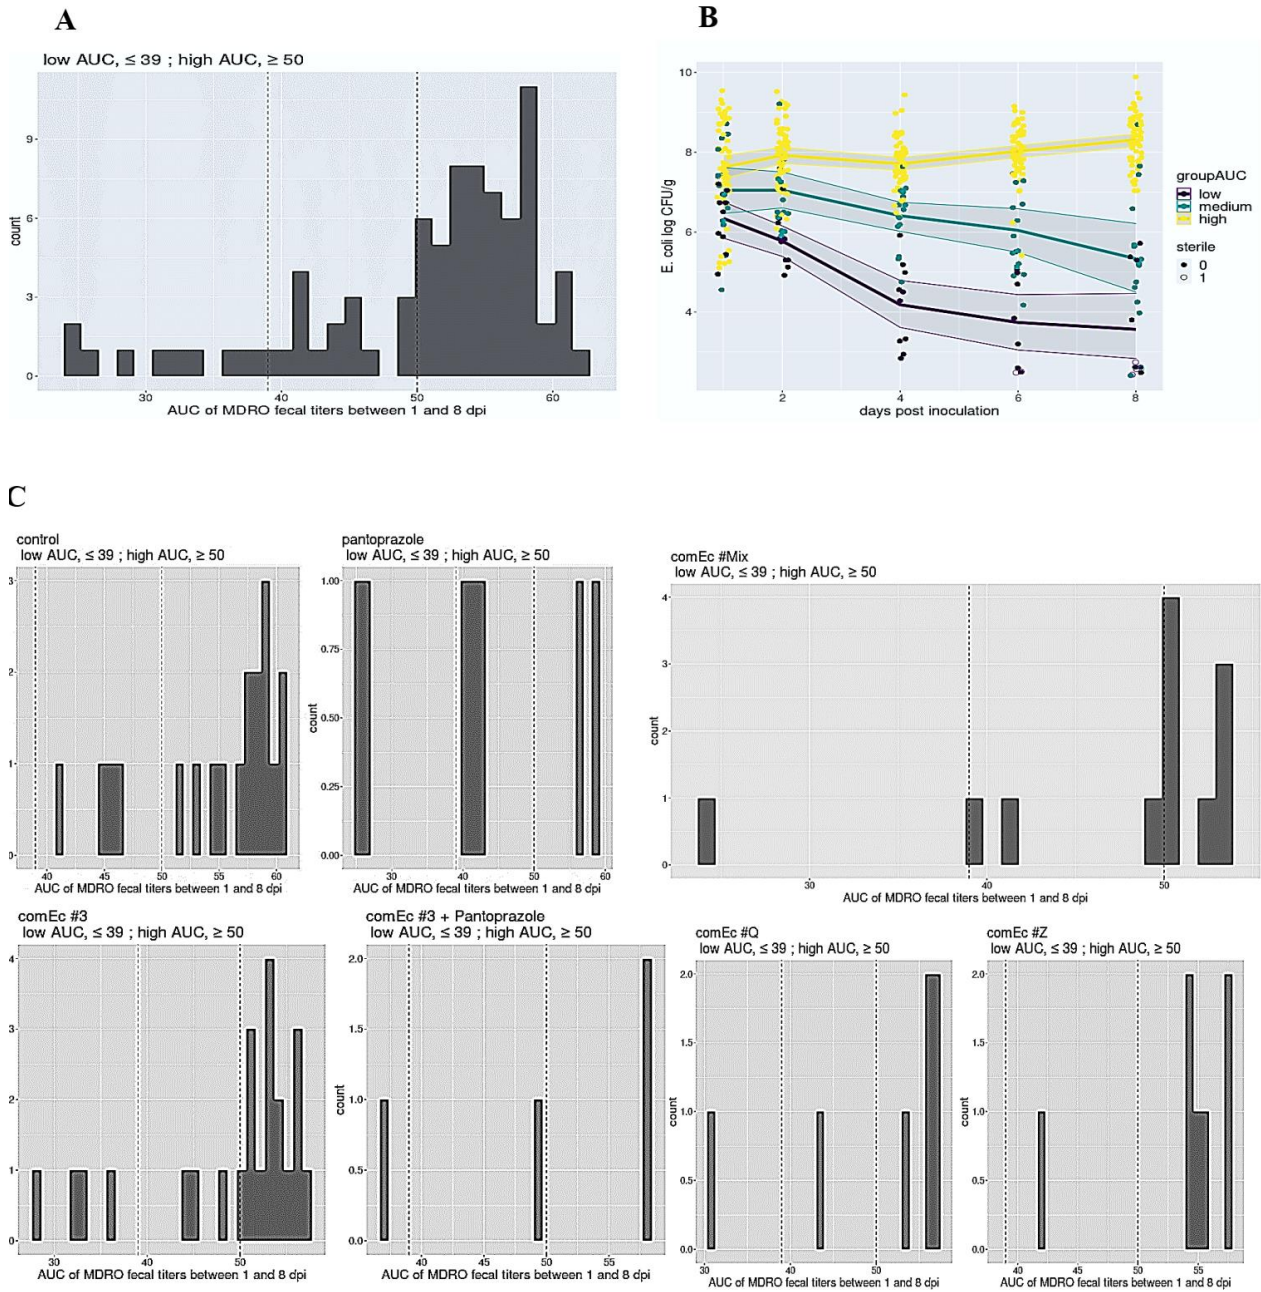 A
low AUC, ≤ 39 ; high AUC, ≥ 50
9
6
3
0
count
30 40 50 60
AUC of MDRO fecal titers between 1 and 8 dpi
B
10
8
6
4
E. coli log CFU/g
2 4 6 8
days post inoculation
groupAUC
low
medium
high
sterile
0
1
C
control
low AUC, ≤ 39 ; high AUC, ≥ 50
3
2
1
0
40 45 50 55 60
AUC of MDRO fecal titers between 1 and 8 dpi
pantoprazole
low AUC, ≤ 39 ; high AUC, ≥ 50
1.00
0.75
0.50
0.25
0.00
count
30 40 50 60
AUC of MDRO fecal titers between 1 and 8 dpi
comEc #Mix
low AUC, ≤ 39 ; high AUC, ≥ 50
4
3
2
1
0
count
30 40 50
AUC of MDRO fecal titers between 1 and 8 dpi
comEc #3
low AUC, ≤ 39 ; high AUC, ≥ 50
4
3
2
1
0
30 40 50
AUC of MDRO fecal titers between 1 and 8 dpi
comEc #3 + Pantoprazole
low AUC, ≤ 39 ; high AUC, ≥ 50
2.0
1.5
1.0
0.5
0.0
count
40 45 50 55
AUC of MDRO fecal titers between 1 and 8 dpi
comEc #Q
low AUC, ≤ 39 ; high AUC, ≥ 50
2.0
1.5
1.0
0.5
0.0
count
30 40 50
AUC of MDRO fecal titers between 1 and 8 dpi
comEc #Z
low AUC, ≤ 39 ; high AUC, ≥ 50
2.0
1.5
1.0
0.5
0.0
count
40 45 50 55
AUC of MDRO fecal titers between 1 and 8 dpi